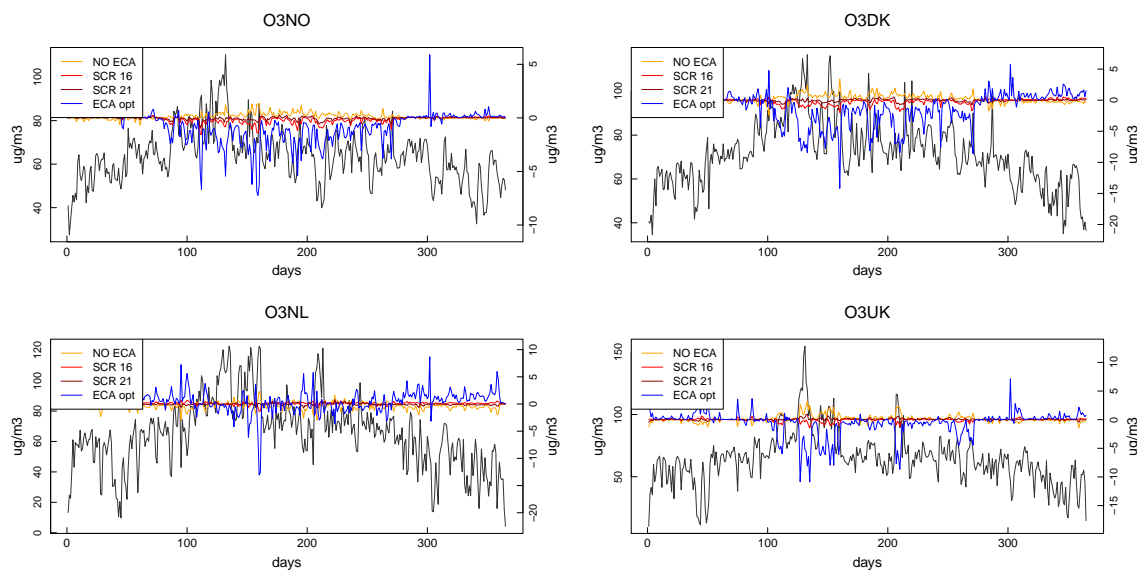 O3NO
NO ECA
SCR 16
SCR 21
ECA opt
ug/m3
40 60 80 100
−10 −5 0 5
ug/m3
0 100 200 300
days
O3DK
NO ECA
SCR 16
SCR 21
ECA opt
ug/m3
40 60 80 100
−20 −15 −10 −5 0 5
ug/m3
0 100 200 300
days
O3NL
NO ECA
SCR 16
SCR 21
ECA opt
ug/m3
0 20 40 60 80 100 120
−20 −10 −5 0 5 10
ug/m3
0 100 200 300
days
O3UK
NO ECA
SCR 16
SCR 21
ECA opt
ug/m3
50 100 150
−15 −10 −5 0 5 10
ug/m3
0 100 200 300
days